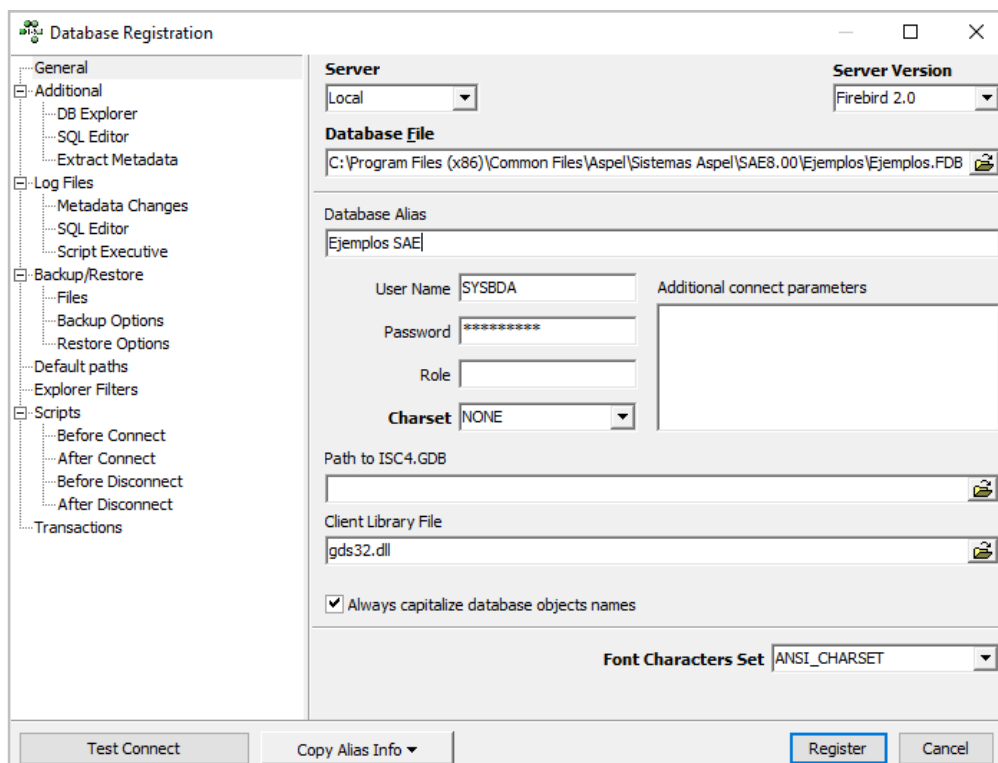 Database Registration
General
Additional
DB Explorer
SQL Editor
Extract Metadata
Log Files
Metadata Changes
SQL Editor
Script Executive
Backup/Restore
Files
Backup Options
Restore Options
Default paths
Explorer Filters
Scripts
Before Connect
After Connect
Before Disconnect
After Disconnect
Transactions
Server
Server Version
Local
Firebird 2.0
Database File
C:\Program Files (x86)\Common Files\Aspel\Sistemas Aspel\SAE8.00\Ejemplos\Ejemplos.FDB
Database Alias
Ejemplos SAE
User Name SYSBDA
Additional connect parameters
Password *********
Role
Charset NONE
Path to ISC4.GDB
Client Library File
gds32.dll
Always capitalize database objects names
Font Characters Set ANSI_CHARSET
Test Connect
Copy Alias Info
Register
Cancel